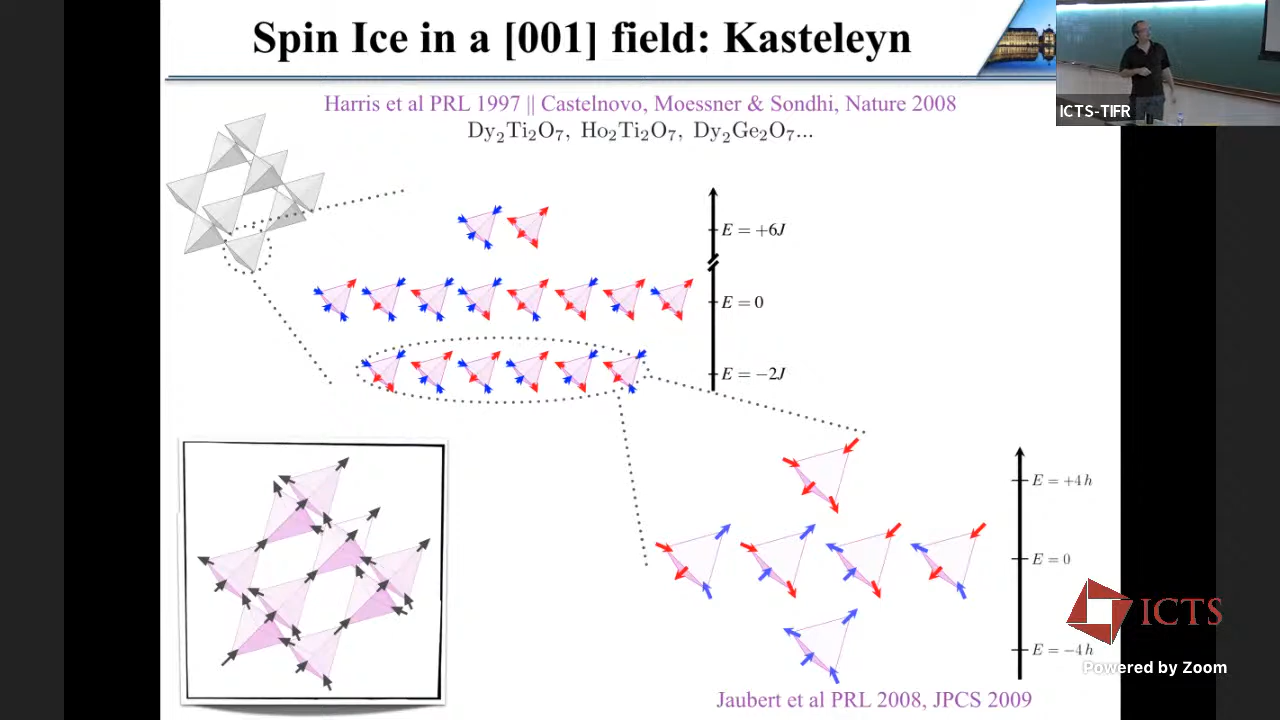 Spin Ice in a [001] field: Kasteleyn
ICTS-TIFR
Harris et al PRL 1997 || Castelnovo, Moessner & Sondhi, Nature 2008
Dy₂Ti₂O₇, Ho₂Ti₂O₇, Dy₂Ge₂O₇...
E = +6J
E = 0
E = −2J
E = +4h
E = 0
E = −4h
ICTS
Powered by Zoom
Jaubert et al PRL 2008, JPCS 2009